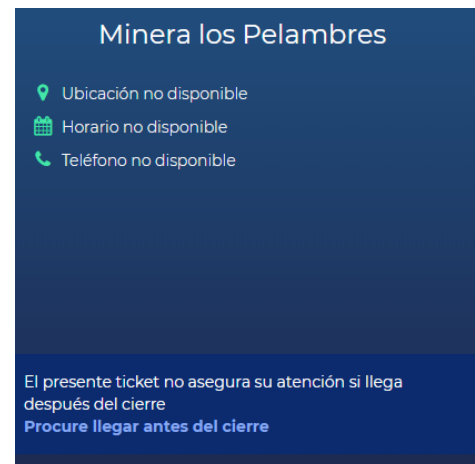 Minera los Pelambres
Ubicación no disponible
Horario no disponible
Teléfono no disponible
El presente ticket no asegura su atención si llega
después del cierre
Procure llegar antes del cierre